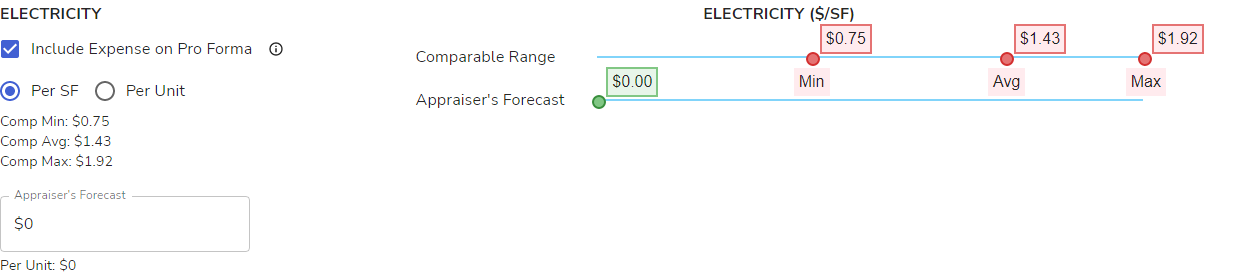 ELECTRICITY
Include Expense on Pro Forma
Per SF
Per Unit
Comp Min: $0.75
Comp Avg: $1.43
Comp Max: $1.92
Appraiser's Forecast
$0
Per Unit: $0
ELECTRICITY ($/SF)
Comparable Range
$0.75
$1.43
$1.92
Min
Avg
Max
Appraiser's Forecast
$0.00